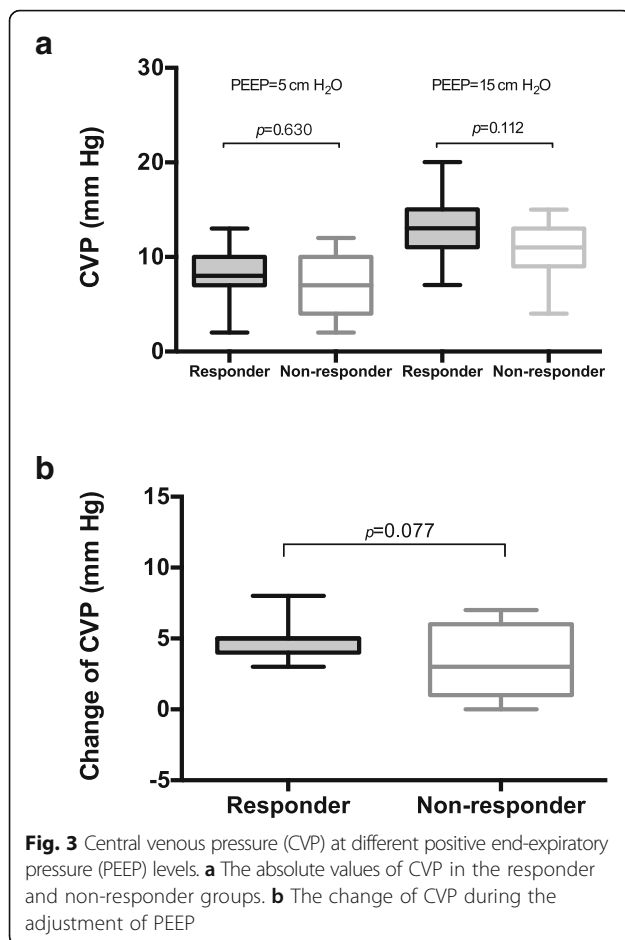 a
30
20
10
0
CVP (mm Hg)
PEEP=5 cm H₂O
PEEP=15 cm H₂O
p=0.630
p=0.112
Responder
Non-responder
Responder
Non-responder
b
15
10
5
0
-5
Change of CVP (mm Hg)
p=0.077
Responder
Non-responder
Fig. 3 Central venous pressure (CVP) at different positive end-expiratory
pressure (PEEP) levels. a The absolute values of CVP in the responder
and non-responder groups. b The change of CVP during the
adjustment of PEEP